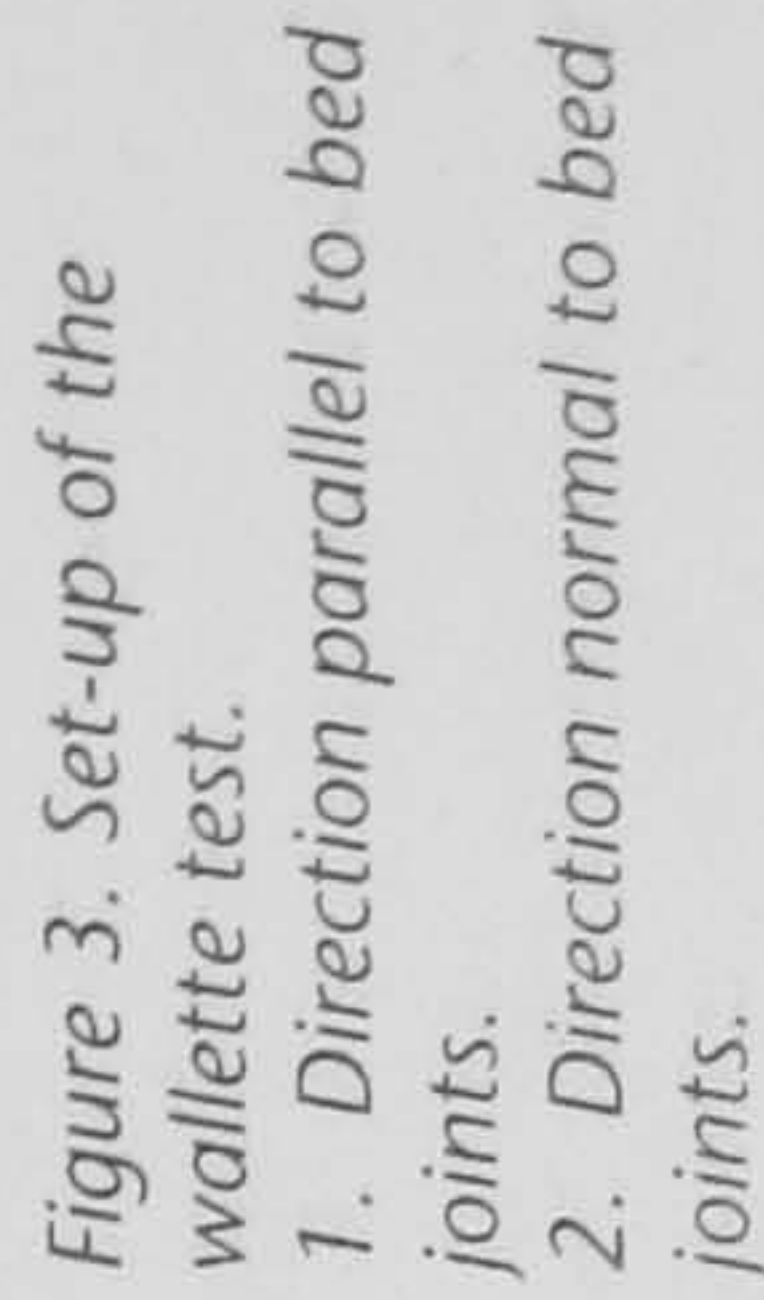 Figure 3. Set-up of the
wallette test.
1. Direction parallel to bed
joints.
2. Direction normal to bed
joints.